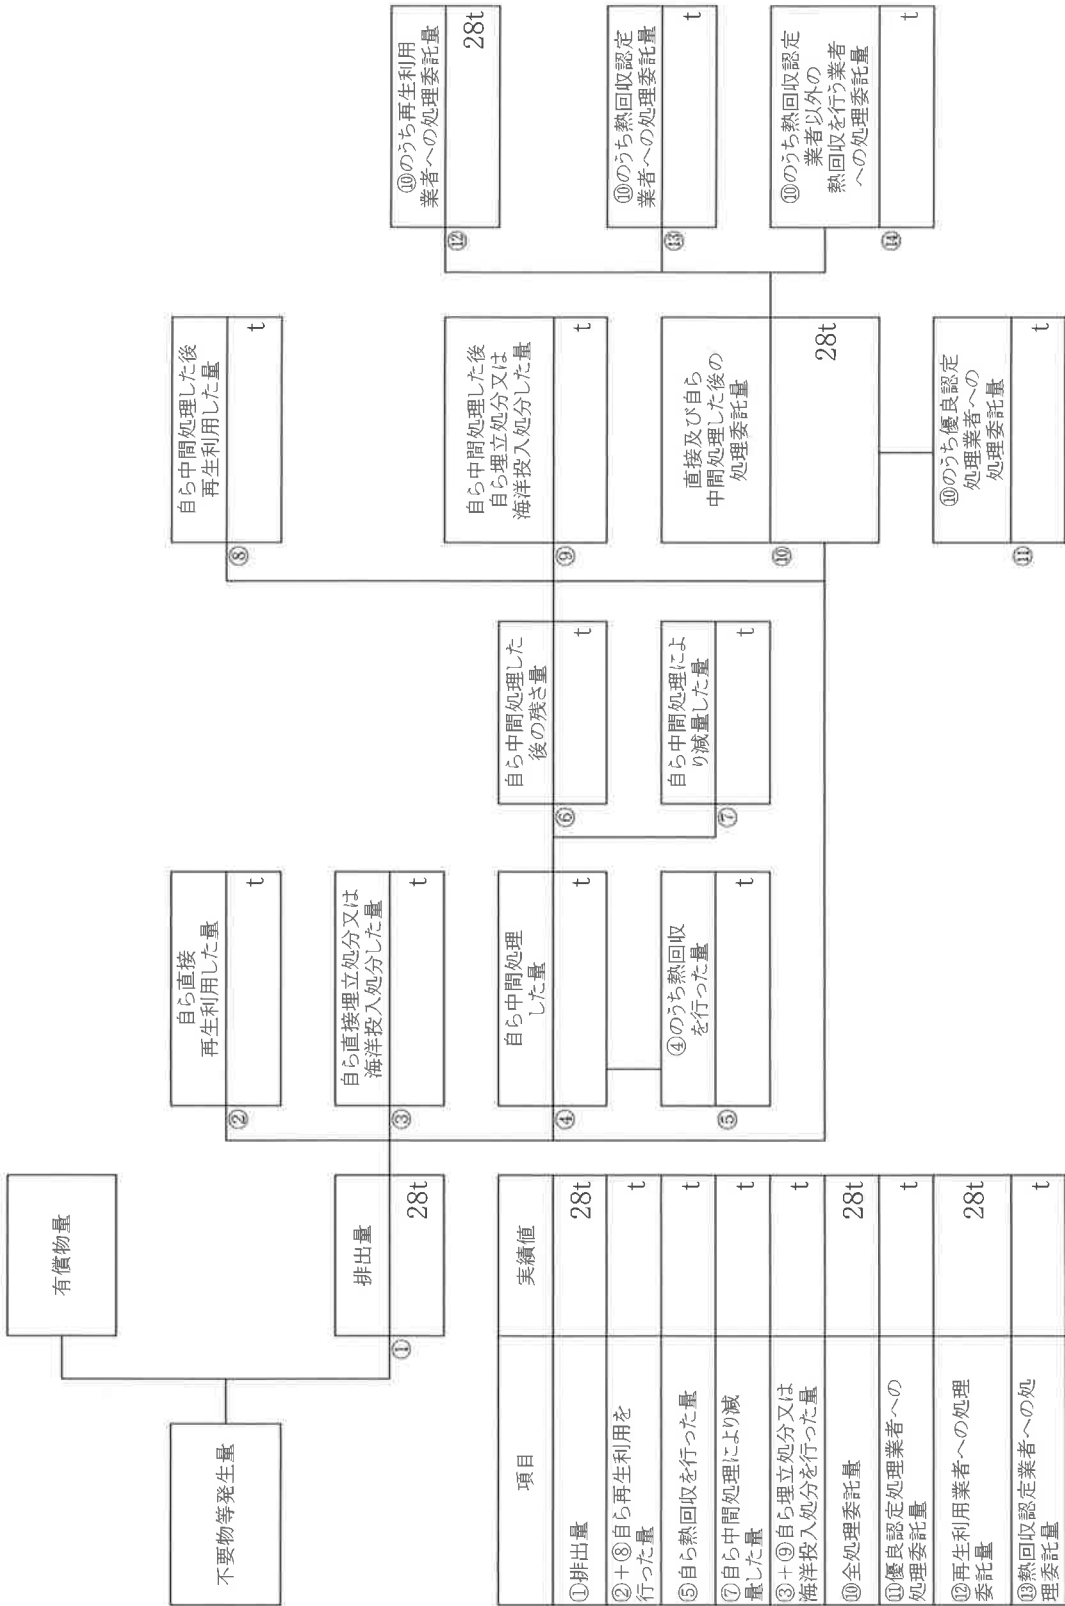 不要物等発生量
有償物量
①
排出量
28t
②
自ら直接
再生利用した量
t
③
自ら直接埋立処分又は
海洋投入処分した量
t
④
自ら中間処理
した量
t
⑤
④のうち熱回収
を行った量
t
⑥
自ら中間処理した
後の残さ量
t
⑦
自ら中間処理によ
り減量した量
t
⑧
自ら中間処理した後
再生利用した量
t
⑨
自ら中間処理した後
自ら埋立処分又は
海洋投入処分した量
t
⑩
直接及び自ら
中間処理した後の
処理委託量
28t
⑪
⑩のうち優良認定
処理業者への
処理委託量
t
⑫
⑩のうち再生利用
業者への処理委託量
28t
⑬
⑩のうち熱回収認定
業者への処理委託量
t
⑭
⑩のうち熱回収認定
業者以外の
熱回収を行う業者
への処理委託量
t
項目
実績値
①排出量
28t
②+⑧自ら再生利用を
行った量
t
⑤自ら熱回収を行った量
t
⑦自ら中間処理により減
量した量
t
③+⑨自ら埋立処分又は
海洋投入処分を行った量
t
⑩全処理委託量
28t
⑪優良認定処理業者への
処理委託量
t
⑫再生利用業者への処理
委託量
28t
⑬熱回収認定業者への処
理委託量
t